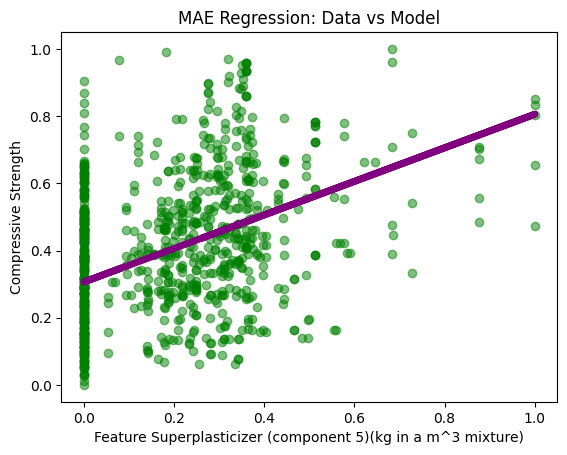 MAE Regression: Data vs Model
1.0
0.8
0.6
0.4
0.2
0.0
Compressive Strength
0.0 0.2 0.4 0.6 0.8 1.0
Feature Superplasticizer (component 5)(kg in a m^3 mixture)